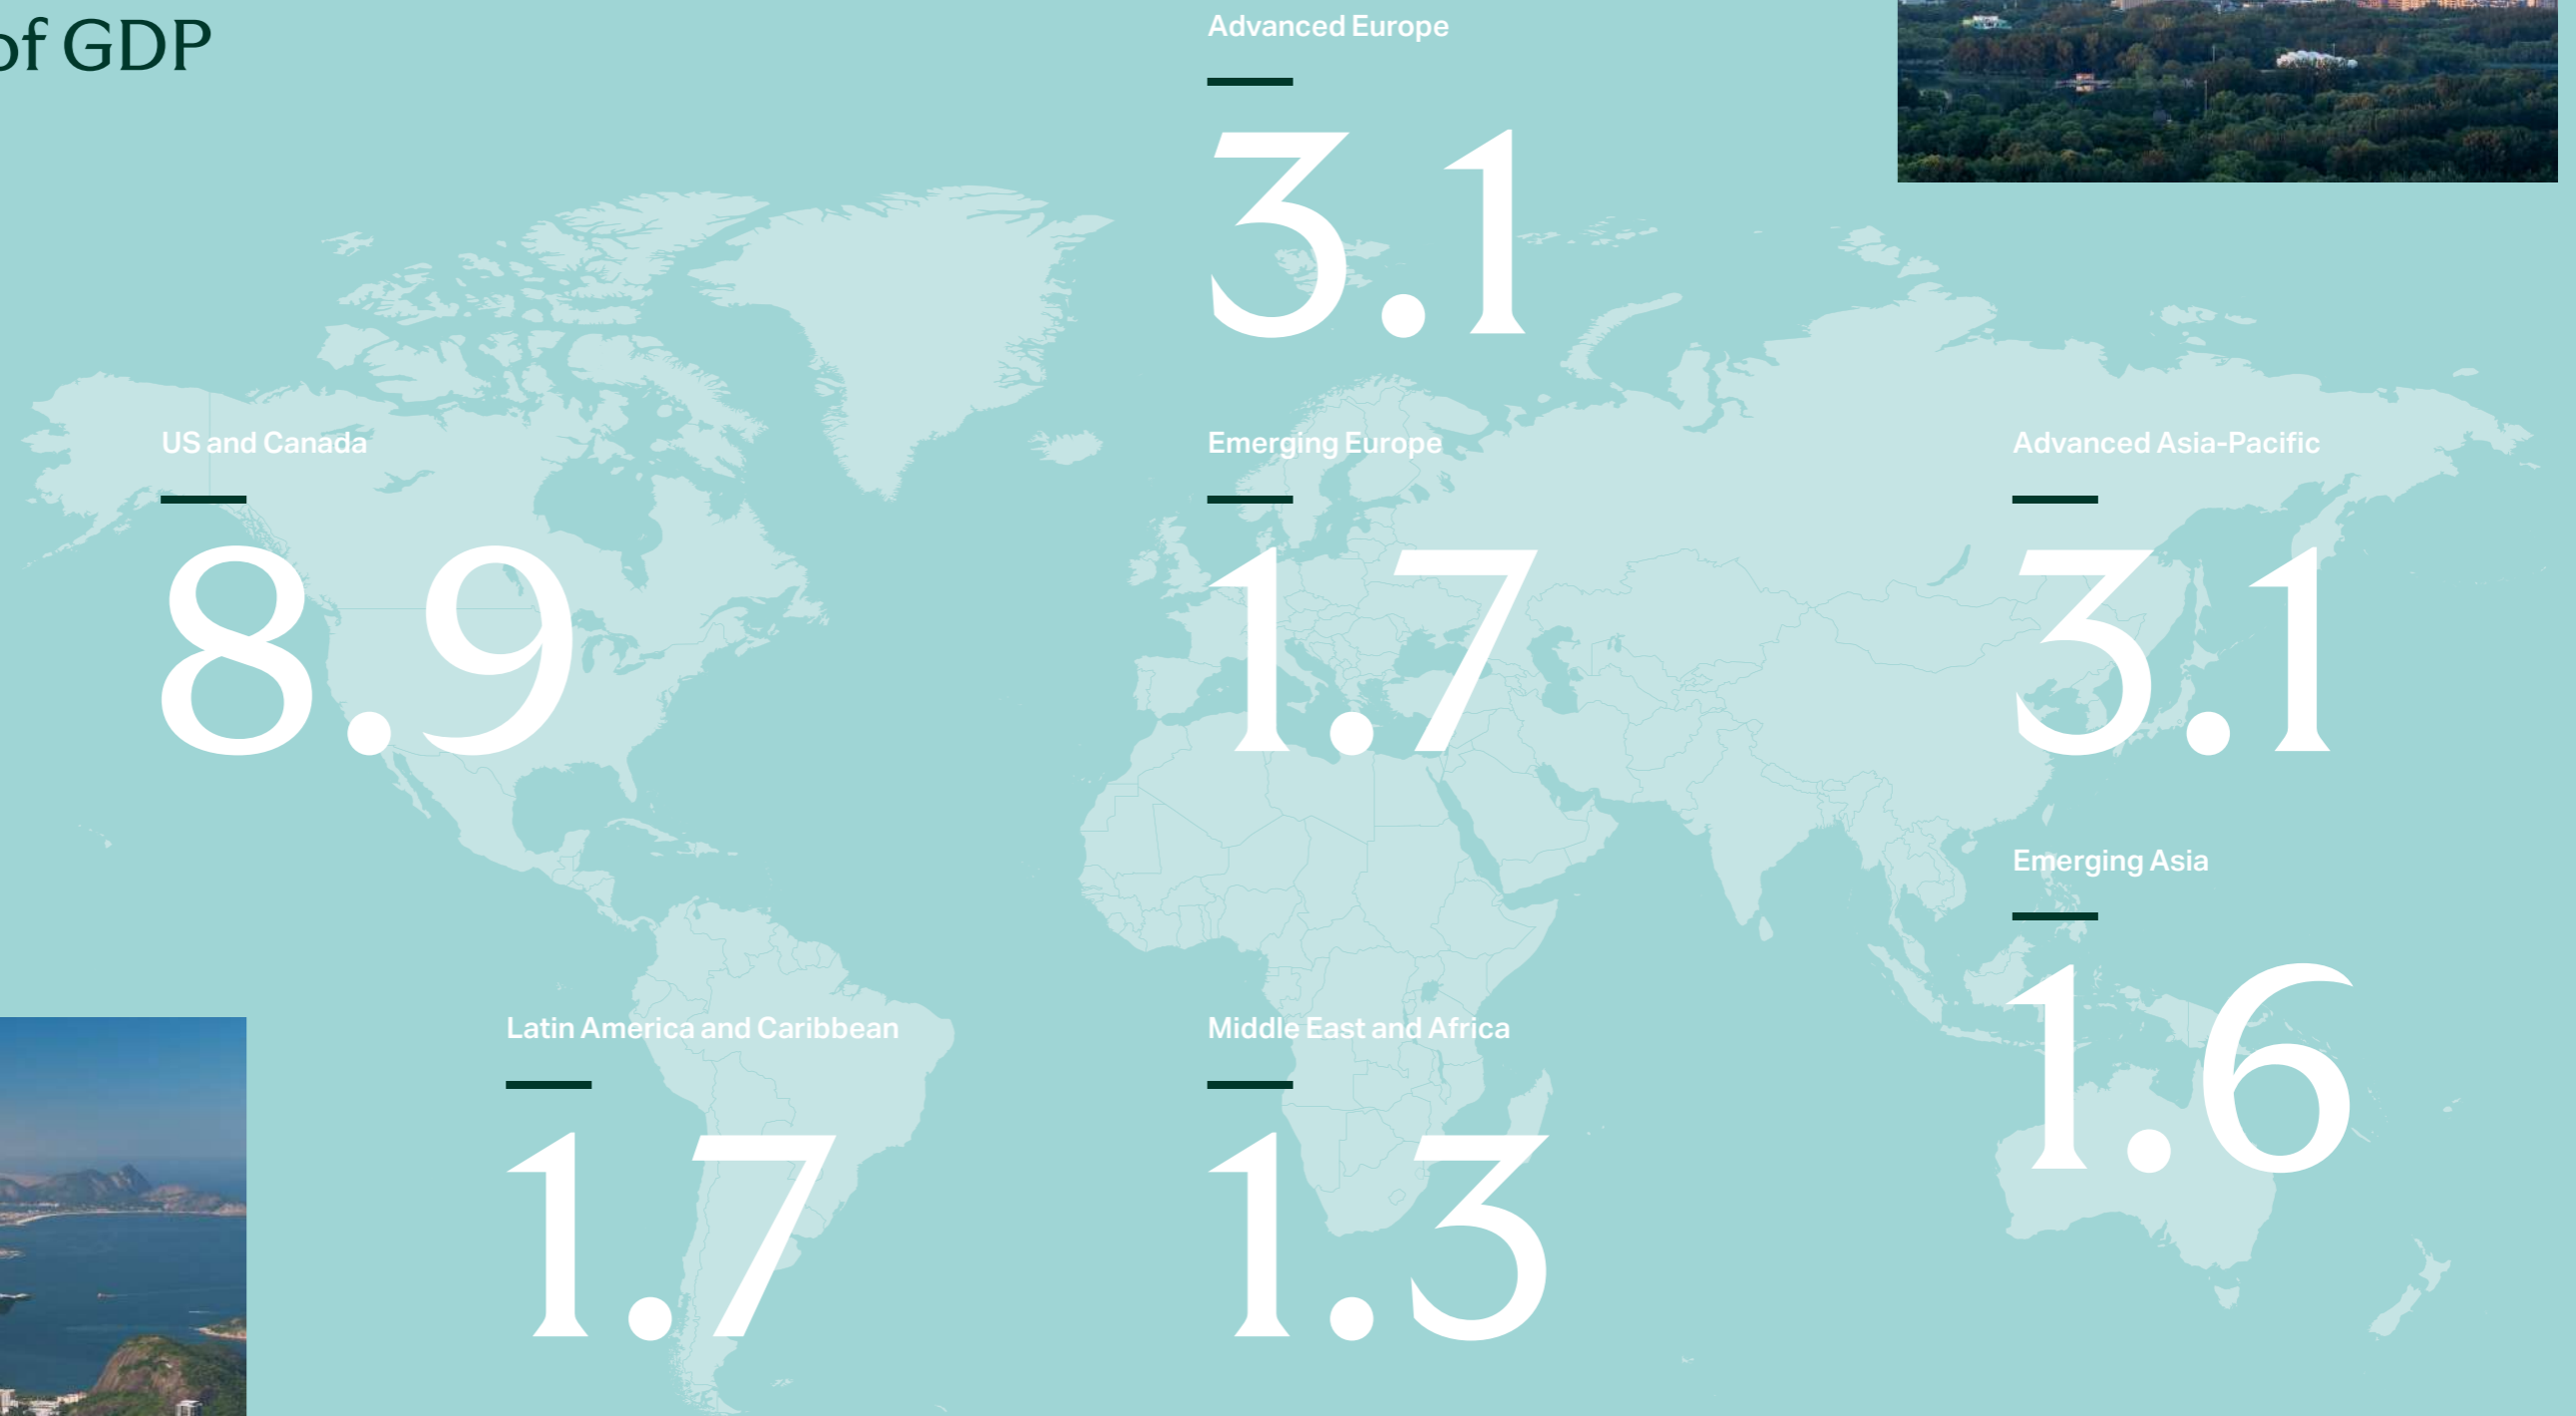 of GDP
Advanced Europe
3.1
US and Canada
8.9
Emerging Europe
1.7
Advanced Asia-Pacific
3.1
Emerging Asia
1.6
Latin America and Caribbean
1.7
Middle East and Africa
1.3